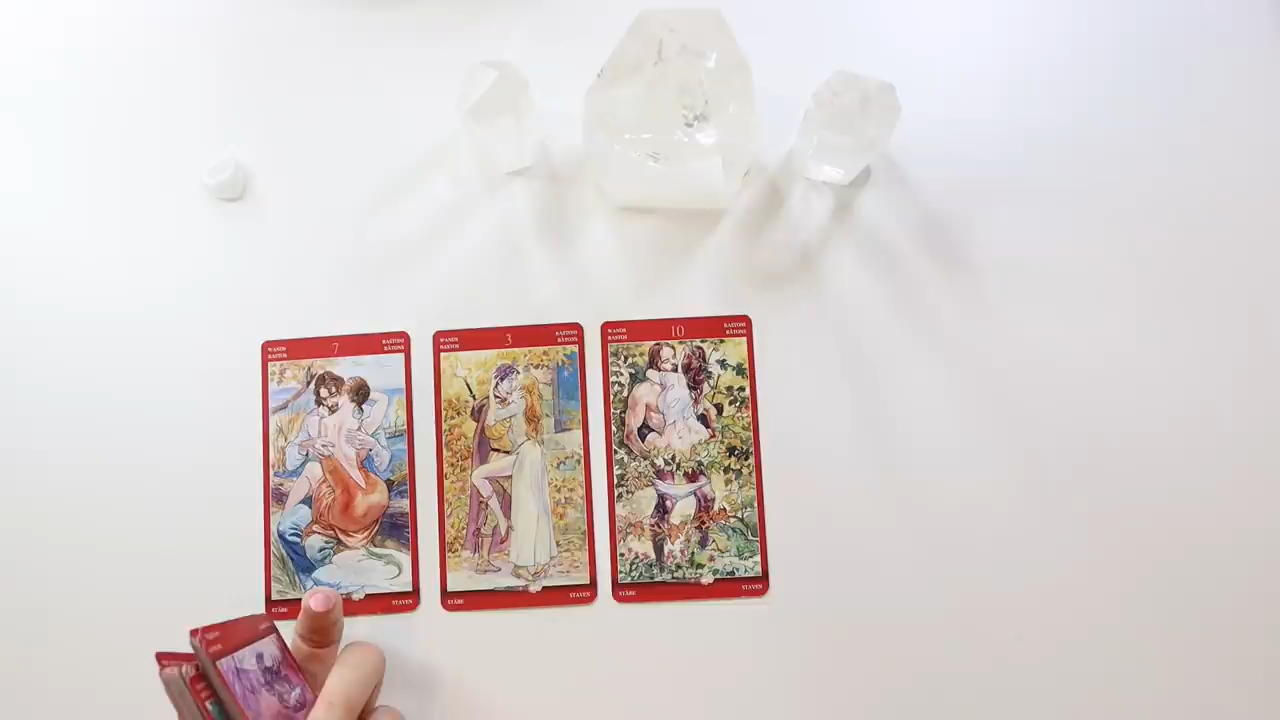 WANDS
BASTOS
7
BASTONI
BÂTONS
STÄBE
STAVEN
WANDS
BASTOS
3
BASTONI
BÂTONS
STÄBE
STAVEN
WANDS
BASTOS
10
BASTONI
BÂTONS
STÄBE
STAVEN